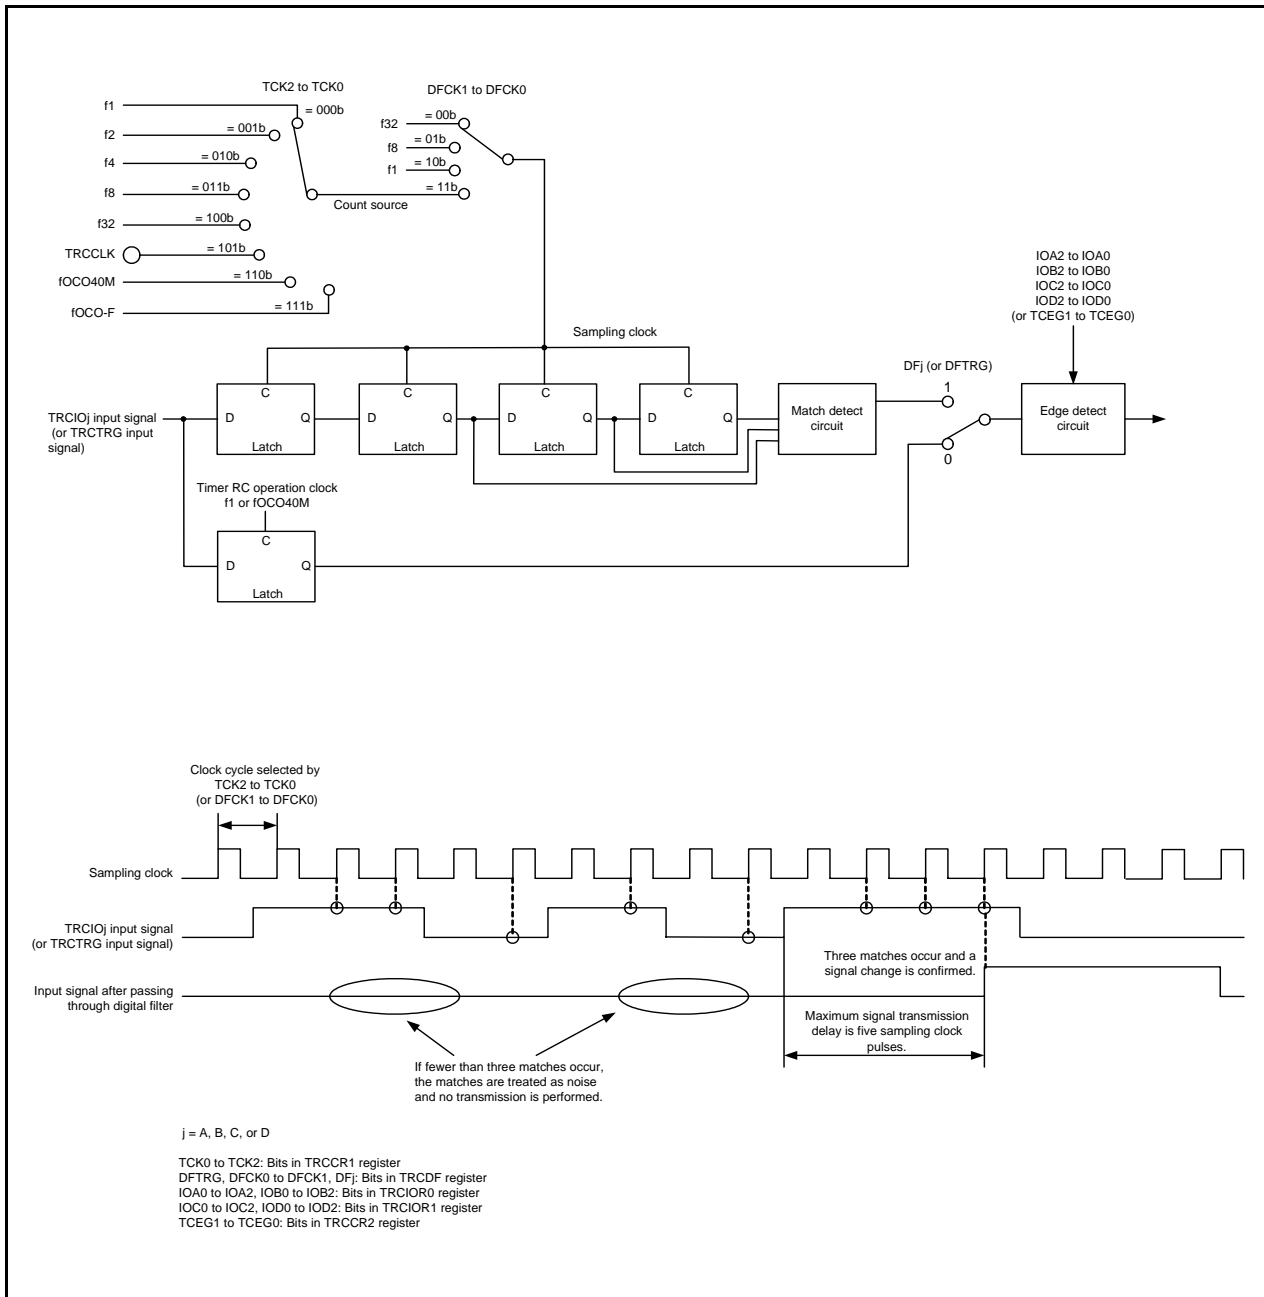 TCK2 to TCK0
DFCK1 to DFCK0
f1
= 000b
f2
= 001b
f4
= 010b
f8
= 011b
f32
= 100b
TRCCLK
= 101b
fOCO40M
= 110b
fOCO-F
= 111b
Count source
f32
= 00b
f8
= 01b
f1
= 10b
= 11b
IOA2 to IOA0
IOB2 to IOB0
IOC2 to IOC0
IOD2 to IOD0
(or TCEG1 to TCEG0)
Sampling clock
TRCIOj input signal
(or TRCTRG input
signal)
C
D
Q
Latch
C
D
Q
Latch
C
D
Q
Latch
C
D
Q
Latch
Match detect
circuit
DFj (or DFTRG)
1
0
Edge detect
circuit
Timer RC operation clock
f1 or fOCO40M
C
D
Q
Latch
Clock cycle selected by
TCK2 to TCK0
(or DFCK1 to DFCK0)
Sampling clock
TRCIOj input signal
(or TRCTRG input signal)
Three matches occur and a
signal change is confirmed.
Input signal after passing
through digital filter
Maximum signal transmission
delay is five sampling clock
pulses.
If fewer than three matches occur,
the matches are treated as noise
and no transmission is performed.
j = A, B, C, or D
TCK0 to TCK2: Bits in TRCCR1 register
DFTRG, DFCK0 to DFCK1, DFj: Bits in TRCDF register
IOA0 to IOA2, IOB0 to IOB2: Bits in TRCIOR0 register
IOC0 to IOC2, IOD0 to IOD2: Bits in TRCIOR1 register
TCEG1 to TCEG0: Bits in TRCCR2 register